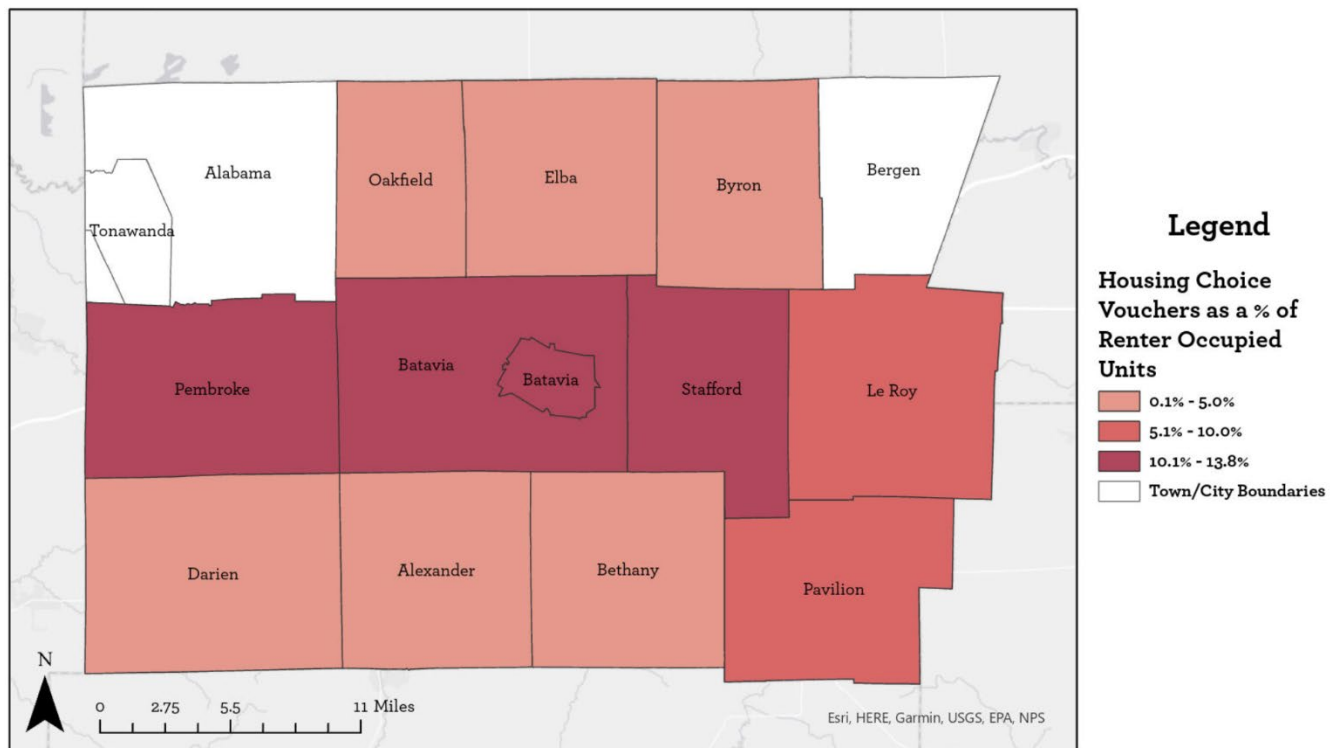 Alabama
Oakfield
Elba
Byron
Bergen
Tonawanda
Pembroke
Batavia
Batavia
Stafford
Le Roy
Darien
Alexander
Bethany
Pavilion
N
0 2.75 5.5 11 Miles
Esri, HERE, Garmin, USGS, EPA, NPS
Legend
Housing Choice
Vouchers as a % of
Renter Occupied
Units
0.1% - 5.0%
5.1% - 10.0%
10.1% - 13.8%
Town/City Boundaries